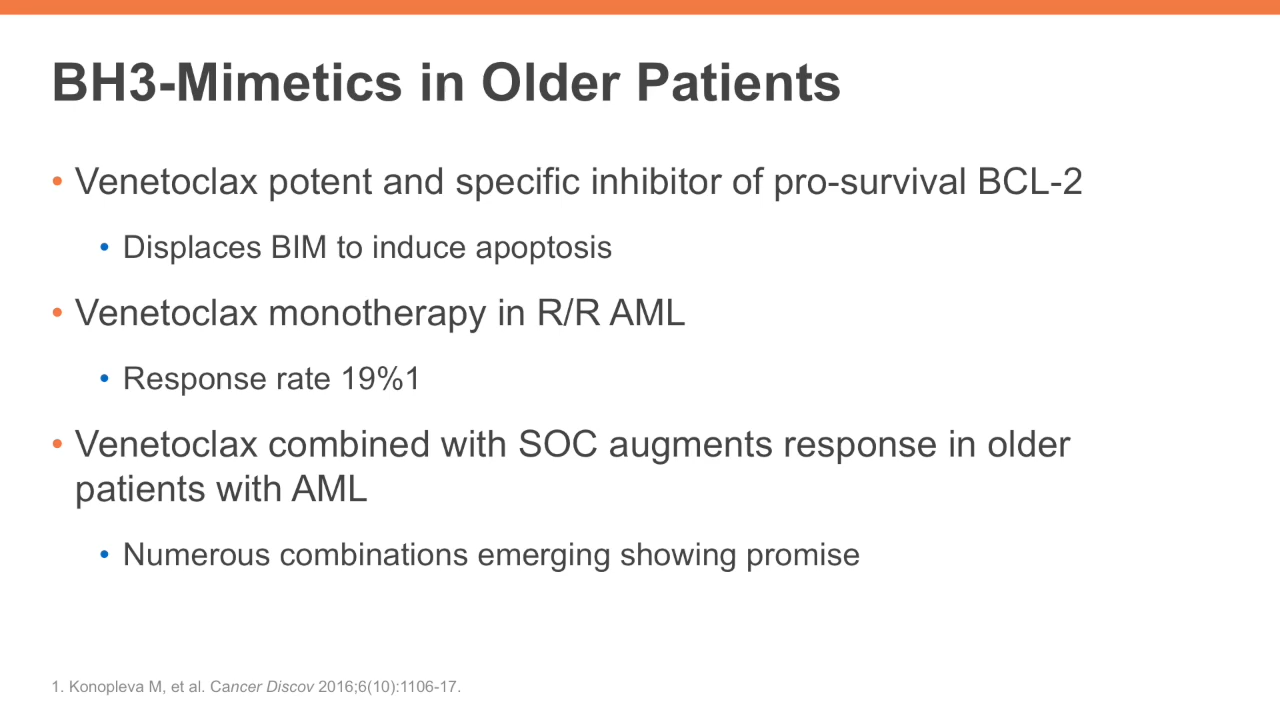 BH3-Mimetics in Older Patients
• Venetoclax potent and specific inhibitor of pro-survival BCL-2
• Displaces BIM to induce apoptosis
• Venetoclax monotherapy in R/R AML
• Response rate 19%1
• Venetoclax combined with SOC augments response in older
patients with AML
• Numerous combinations emerging showing promise
1. Konopleva M, et al. Cancer Discov 2016;6(10):1106-17.